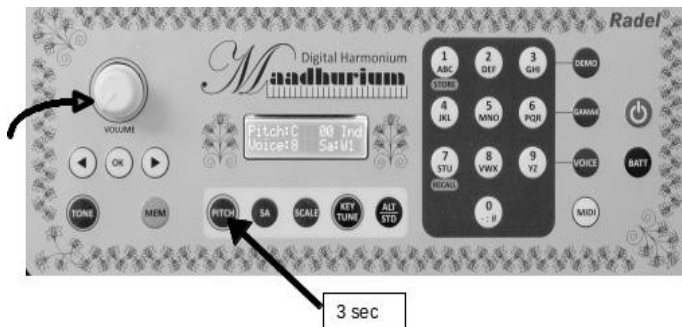 Radel
Digital Harmonium
Maadhurium
VOLUME
Pitch:C 00 Ind
Voice:8 Sa:W1
OK
TONE
MEM
PITCH
SA
SCALE
KEY TUNE
ALT STD
1 ABC
2 DEF
3 GHI
STORE
DEMO
4 JKL
5 MNO
6 PQR
GAMAK
7 STU
8 VWX
9 YZ
VOICE
BATT
RECALL
0 - : #
MIDI
3 sec